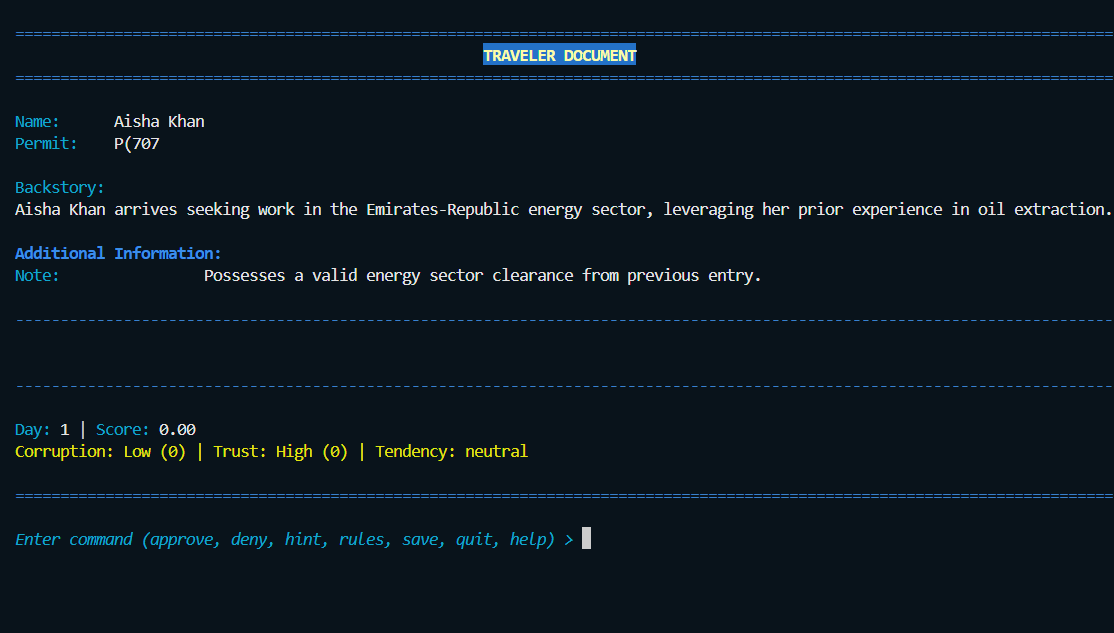 TRAVELER DOCUMENT
Name: Aisha Khan
Permit: P(707
Backstory:
Aisha Khan arrives seeking work in the Emirates-Republic energy sector, leveraging her prior experience in oil extraction.
Additional Information:
Note: Possesses a valid energy sector clearance from previous entry.
Day: 1 | Score: 0.00
Corruption: Low (0) | Trust: High (0) | Tendency: neutral
Enter command (approve, deny, hint, rules, save, quit, help) >